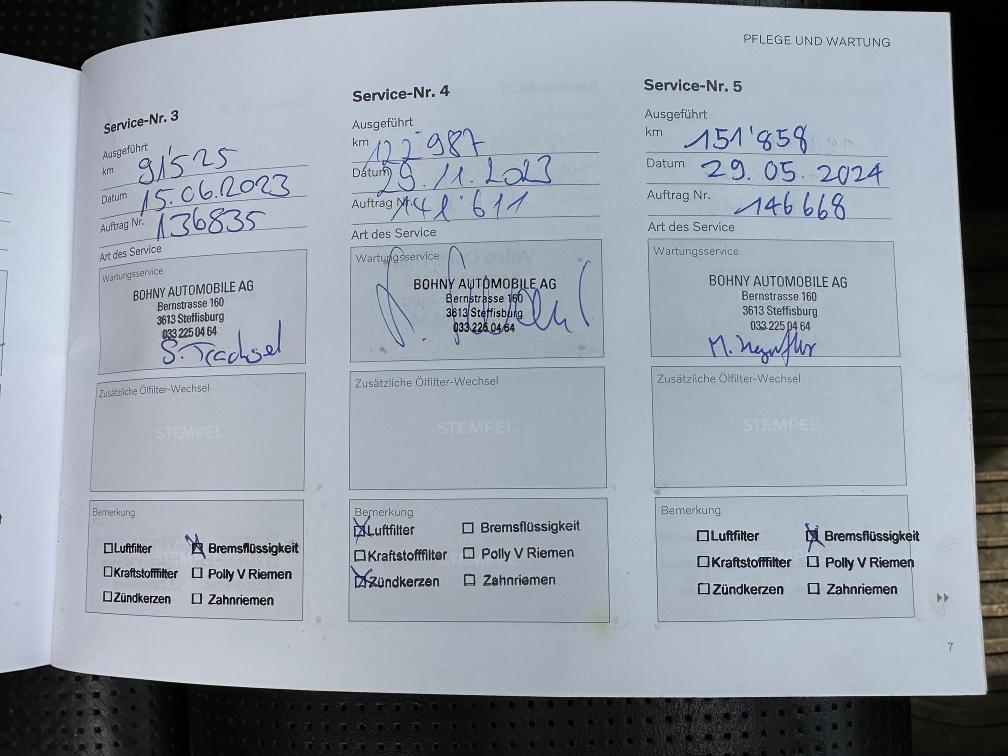 PFLEGE UND WARTUNG
Service-Nr. 3
Ausgeführt
km 91'525
Datum 15.06.2023
Auftrag Nr. 136835
Art des Service
Wartungsservice
BOHNY AUTOMOBILE AG
Bernstrasse 160
3613 Steffisburg
033 225 04 64
S. Trachsel
Zusätzliche Ölfilter-Wechsel
STEMPEL
Bemerkung
Luftfilter
Bremsflüssigkeit
Kraftstofffilter
Polly V Riemen
Zündkerzen
Zahnriemen
Service-Nr. 4
Ausgeführt
km 122'987
Datum 29.11.2023
Auftrag Nr. 141'611
Art des Service
Wartungsservice
BOHNY AUTOMOBILE AG
Bernstrasse 160
3613 Steffisburg
033 225 04 64
Zusätzliche Ölfilter-Wechsel
STEMPEL
Bemerkung
Luftfilter
Bremsflüssigkeit
Kraftstofffilter
Polly V Riemen
Zündkerzen
Zahnriemen
Service-Nr. 5
Ausgeführt
km 151'858
Datum 29.05.2024
Auftrag Nr. 146668
Art des Service
Wartungsservice
BOHNY AUTOMOBILE AG
Bernstrasse 160
3613 Steffisburg
033 225 04 64
Zusätzliche Ölfilter-Wechsel
STEMPEL
Bemerkung
Luftfilter
Bremsflüssigkeit
Kraftstofffilter
Polly V Riemen
Zündkerzen
Zahnriemen
7